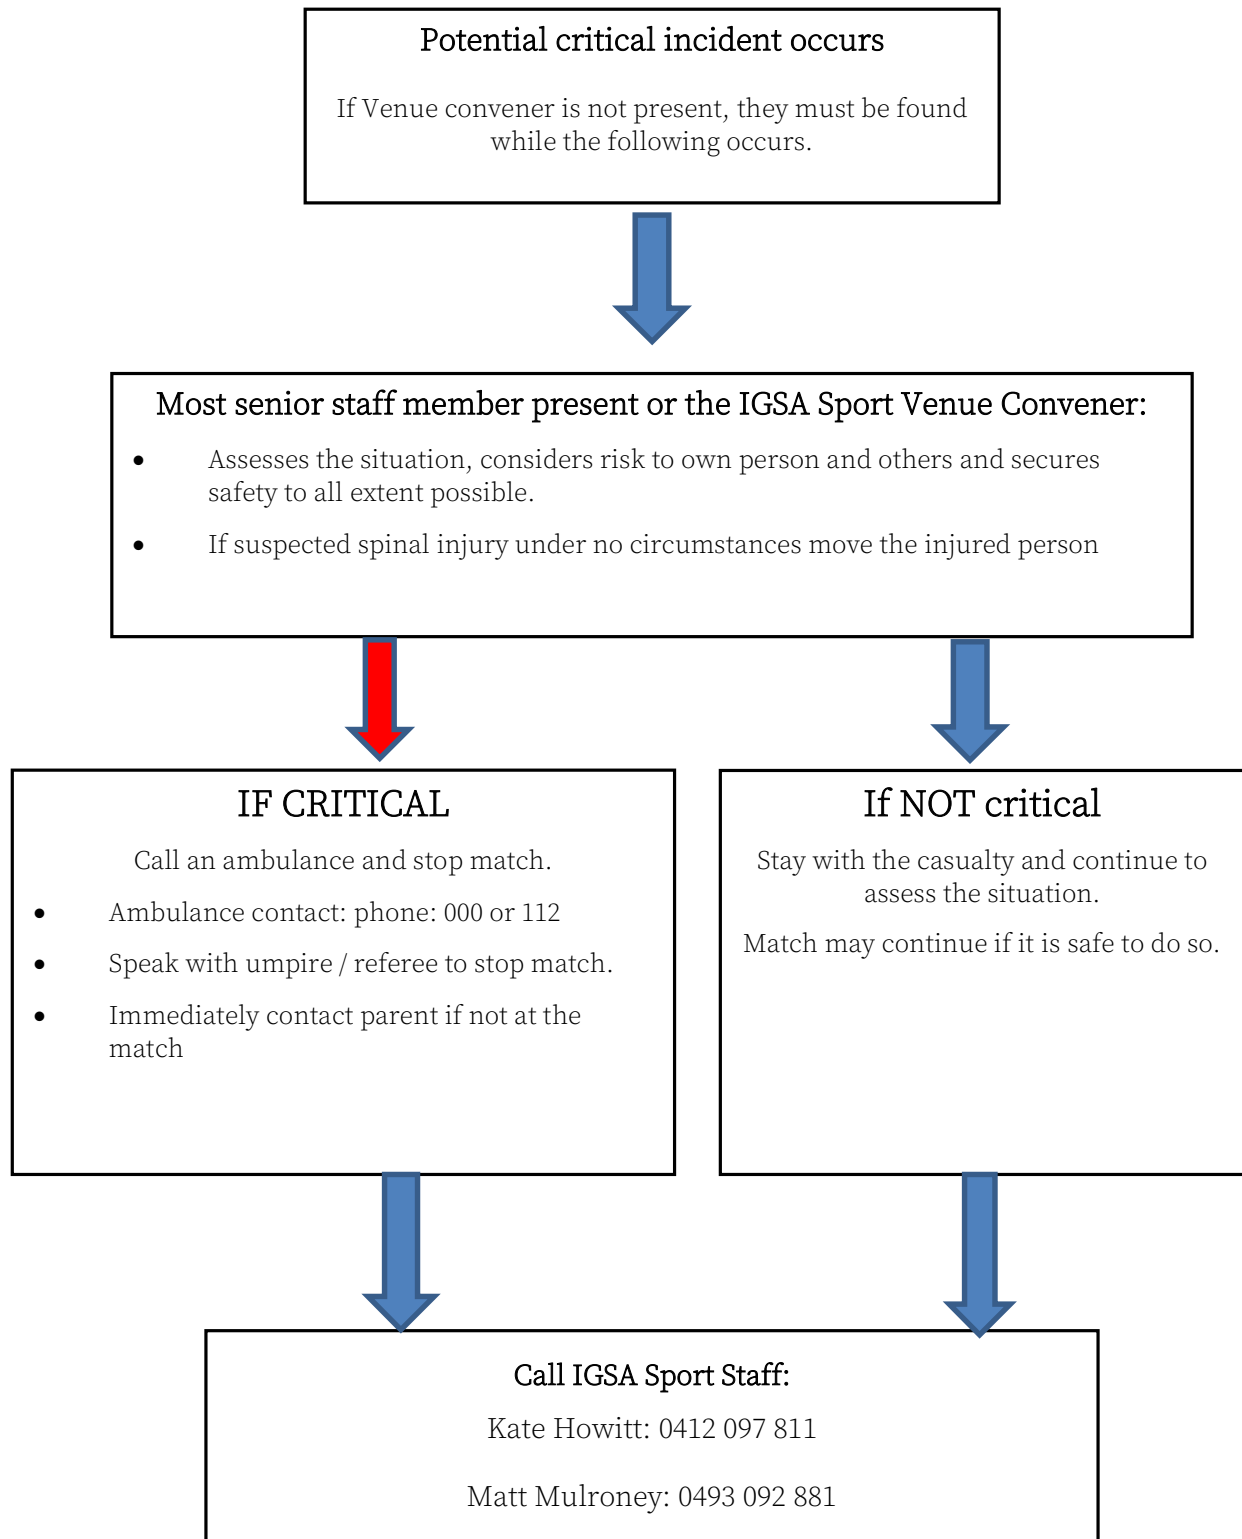 Potential critical incident occurs
If Venue convener is not present, they must be found
while the following occurs.
Most senior staff member present or the IGSA Sport Venue Convener:
• Assesses the situation, considers risk to own person and others and secures
safety to all extent possible.
• If suspected spinal injury under no circumstances move the injured person
IF CRITICAL
Call an ambulance and stop match.
• Ambulance contact: phone: 000 or 112
• Speak with umpire / referee to stop match.
• Immediately contact parent if not at the
match
If NOT critical
Stay with the casualty and continue to
assess the situation.
Match may continue if it is safe to do so.
Call IGSA Sport Staff:
Kate Howitt: 0412 097 811
Matt Mulroney: 0493 092 881